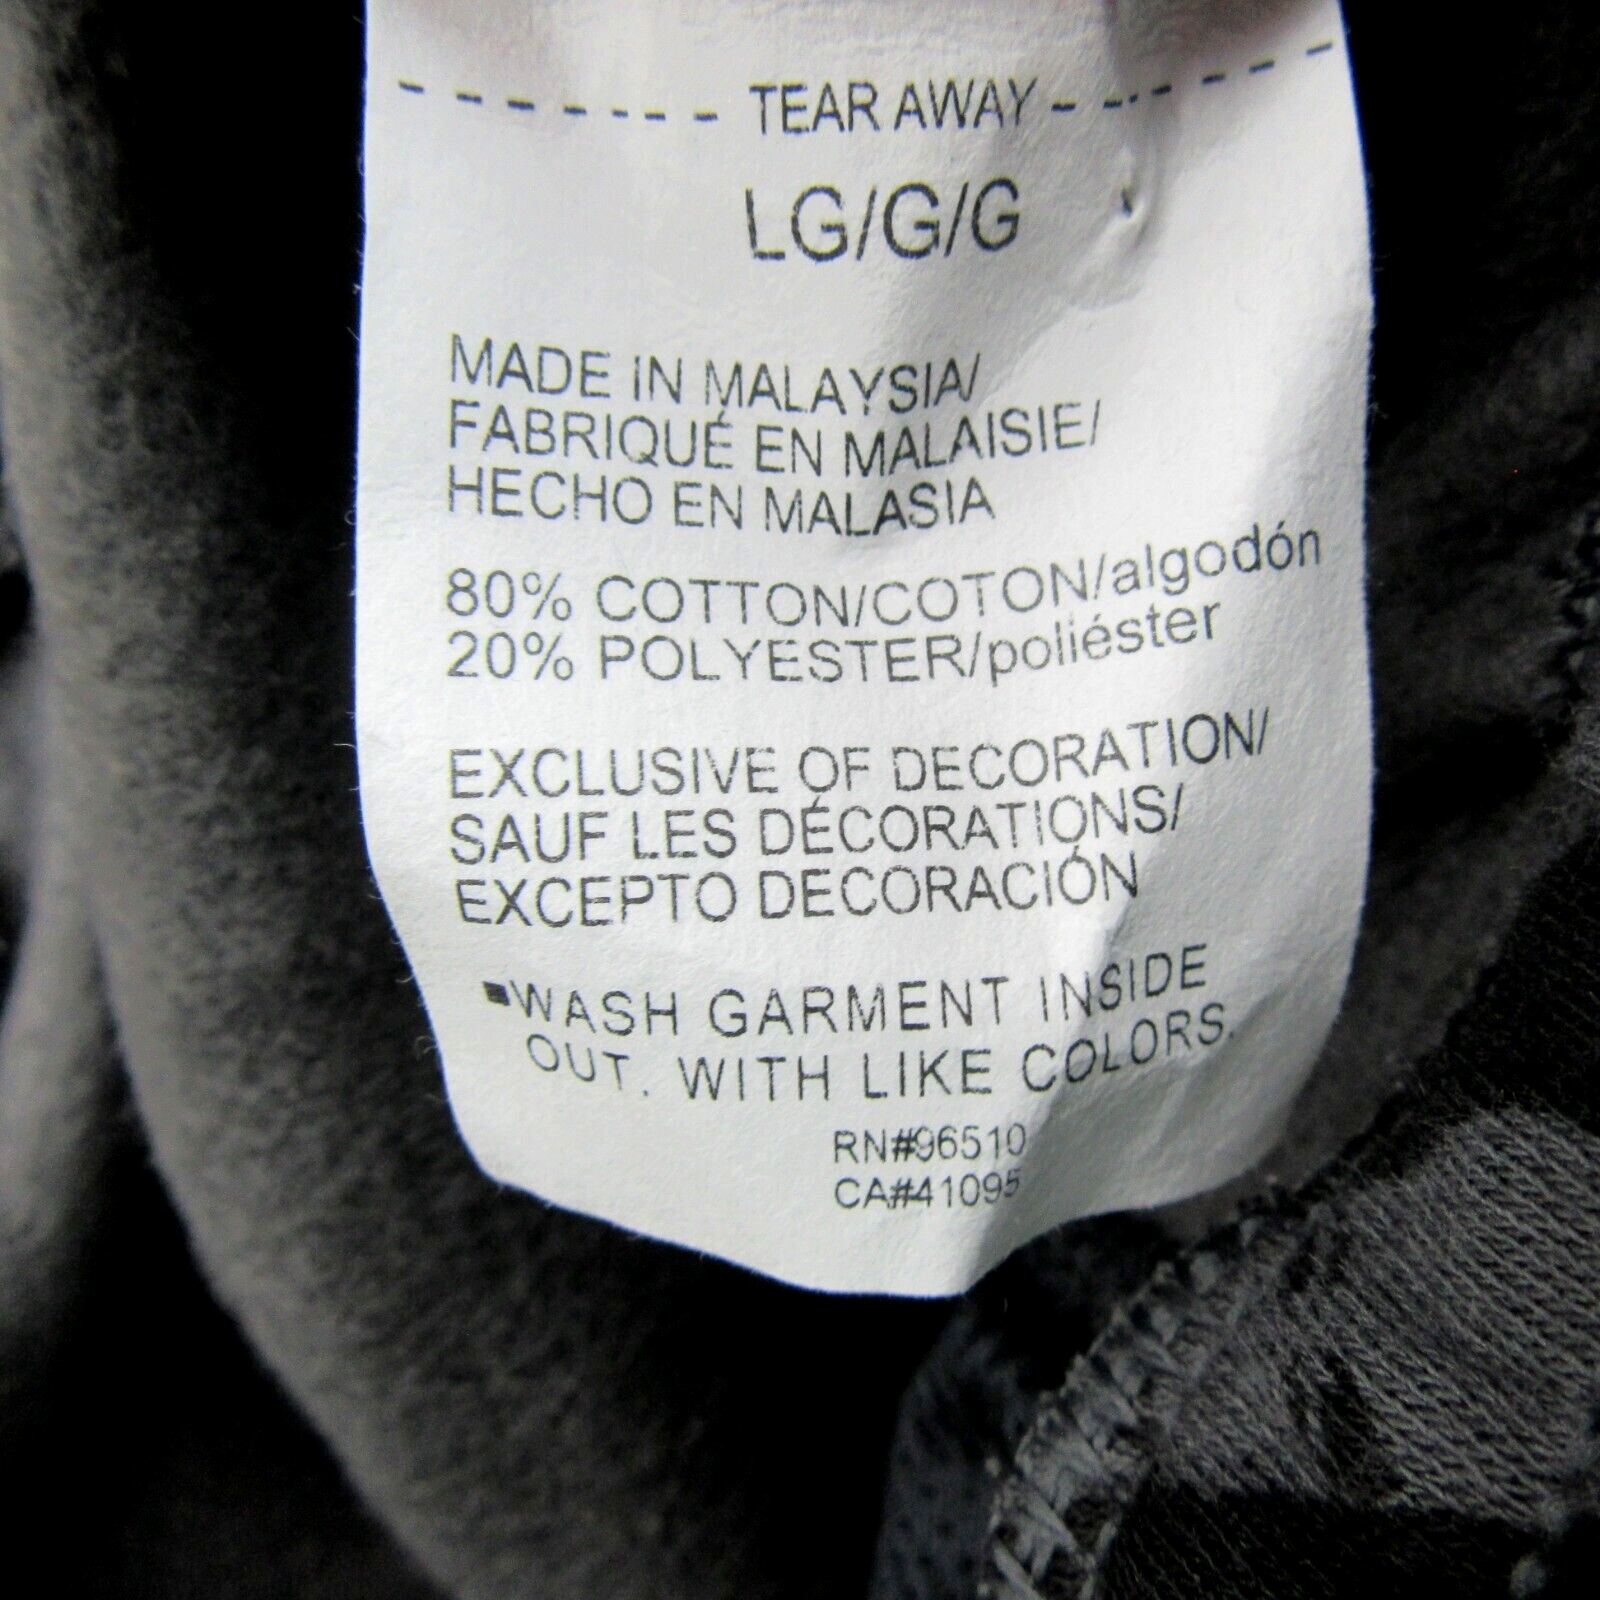 TEAR AWAY
LG/G/G
MADE IN MALAYSIA/
FABRIQUÉ EN MALAISIE/
HECHO EN MALASIA
80% COTTON/COTON/algodón
20% POLYESTER/poliéster
EXCLUSIVE OF DECORATION/
SAUF LES DÉCORATIONS/
EXCEPTO DECORACIÓN
▪WASH GARMENT INSIDE
OUT. WITH LIKE COLORS.
RN#96510
CA#41095